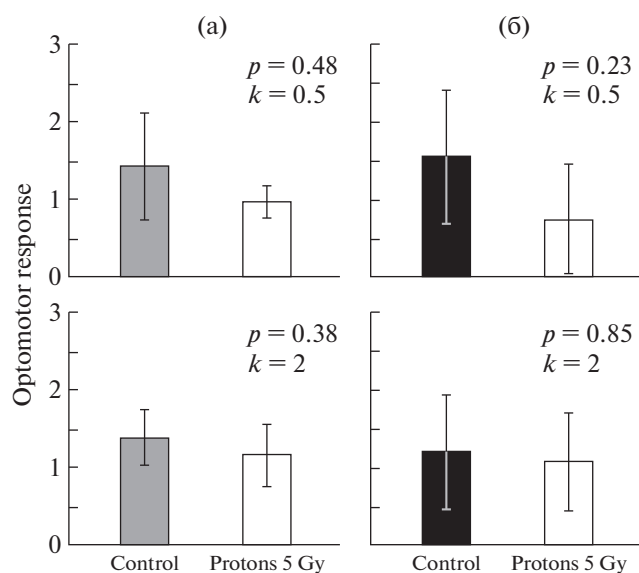 (а)
(б)
Optomotor response
3
2
1
0
p = 0.48
k = 0.5
p = 0.23
k = 0.5
3
2
1
0
p = 0.38
k = 2
p = 0.85
k = 2
Control
Protons 5 Gy
Control
Protons 5 Gy